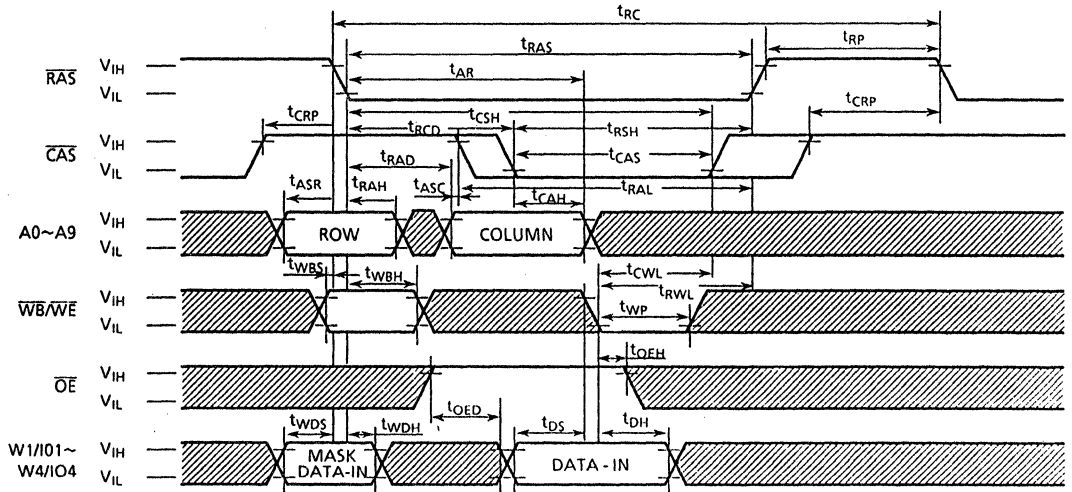 tRC
tRAS
tRP
tAR
RAS
VIH
VIL
tCSH
tCRP
tCRP
tRCD
tRSH
CAS
VIH
VIL
tRAD
tCAS
tASR
tRAH
tASC
tRAL
tCAH
A0~A9
VIH
VIL
ROW
COLUMN
tWBS
tWBH
tCWL
tRWL
WB/WE
VIH
VIL
tWP
tOEH
OE
VIH
VIL
tOED
tWDS
tWDH
tDS
tDH
W1/I01~
W4/IO4
VIH
VIL
MASK
DATA-IN
DATA - IN